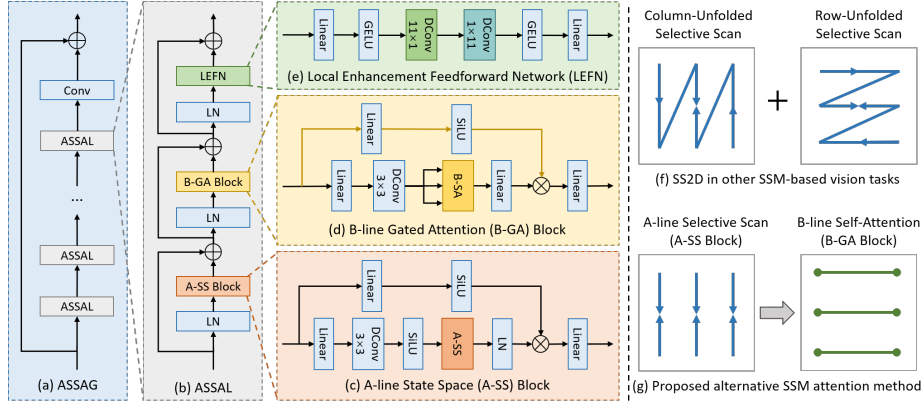 Conv
ASSAL
...
ASSAL
ASSAL
(a) ASSAG
LEFN
LN
B-GA Block
LN
A-SS Block
LN
(b) ASSAL
Linear
GELU
DConv
11×1
DConv
1×11
GELU
Linear
(e) Local Enhancement Feedforward Network (LEFN)
Linear
SiLU
Linear
DConv
3×3
B-SA
Linear
Linear
(d) B-line Gated Attention (B-GA) Block
Linear
SiLU
Linear
DConv
3×3
SiLU
A-SS
LN
Linear
(c) A-line State Space (A-SS) Block
Column-Unfolded
Selective Scan
Row-Unfolded
Selective Scan
+
(f) SS2D in other SSM-based vision tasks
A-line Selective Scan
(A-SS Block)
B-line Self-Attention
(B-GA Block)
(g) Proposed alternative SSM attention method